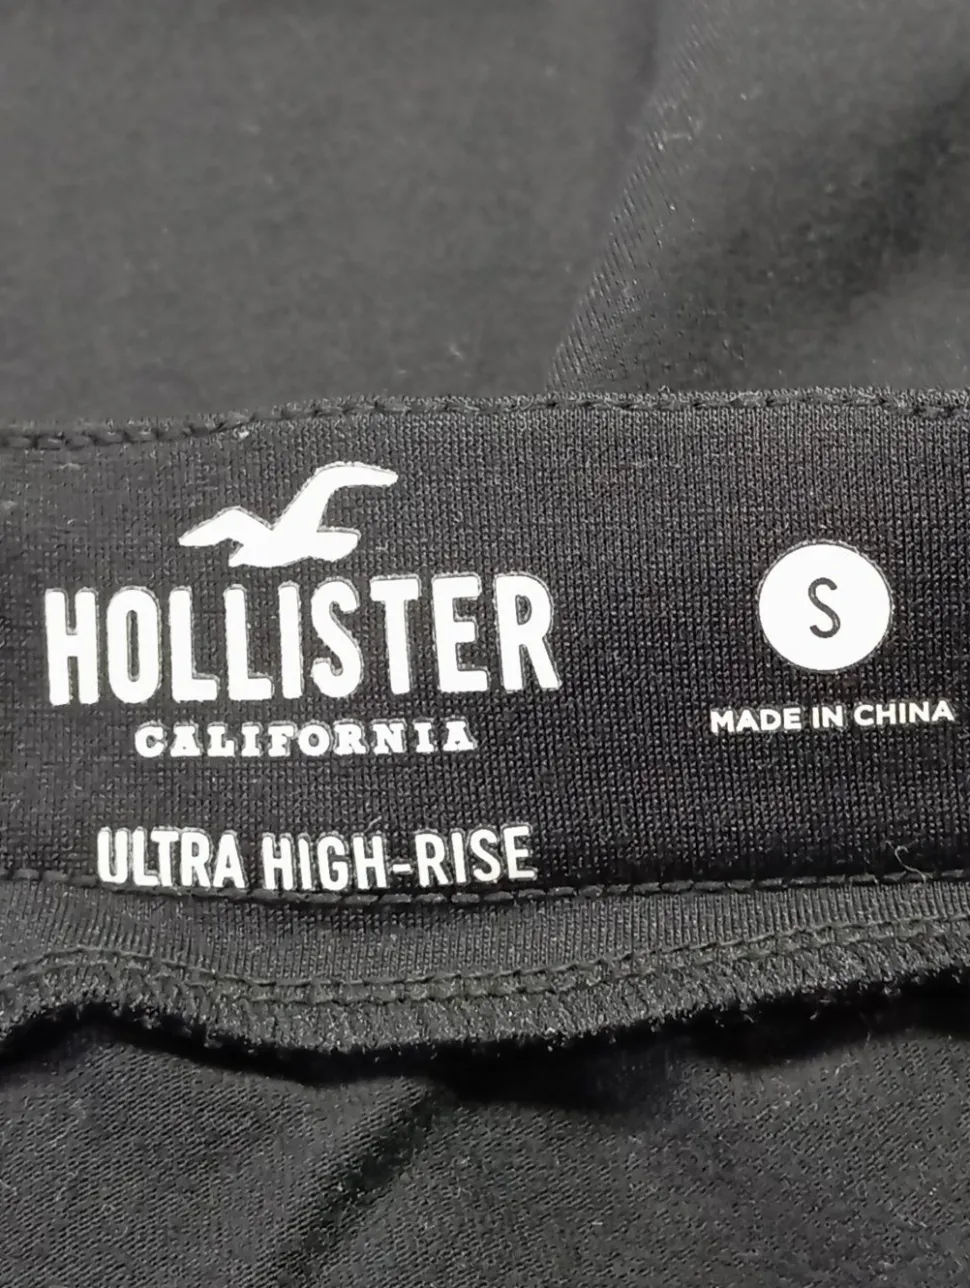 HOLLISTER
CALIFORNIA
ULTRA HIGH-RISE
S
MADE IN CHINA